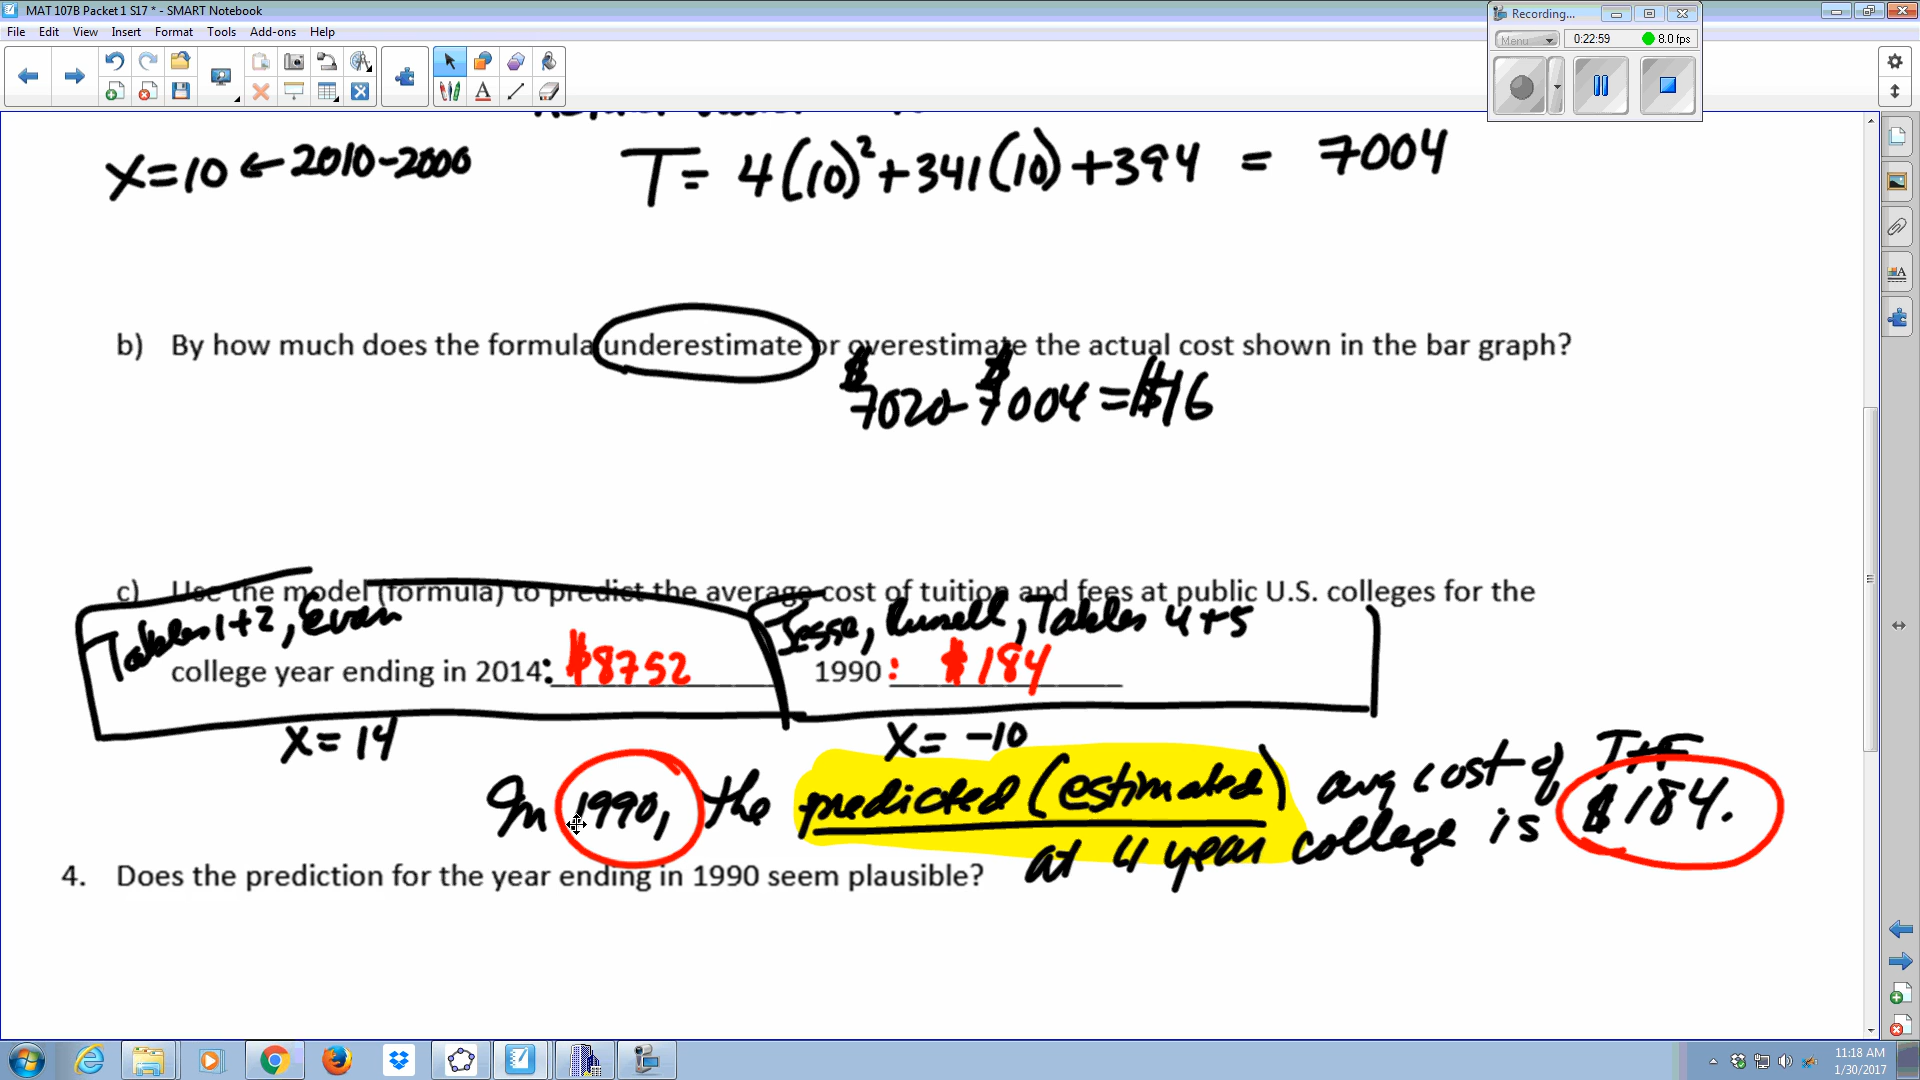 MAT 107B Packet 1 S17 * - SMART Notebook
File Edit View Insert Format Tools Add-ons Help
Recording...
Menu 0:22:59 8.0 fps
X=10 ← 2010-2000 T= 4(10)²+341(10)+394 = 7004
b) By how much does the formula underestimate or overestimate the actual cost shown in the bar graph?
$7020-$7004=$16
c) Use the model (formula) to predict the average cost of tuition and fees at public U.S. colleges for the
Tables 1+2, Evan Jesse, Russell, Tables 4+5
college year ending in 2014: $8752 1990: $184
X=14 X=-10
In 1990, the predicted (estimated) avg cost of T+F
at 4 year college is $184.
4. Does the prediction for the year ending in 1990 seem plausible?
11:18 AM
1/30/2017